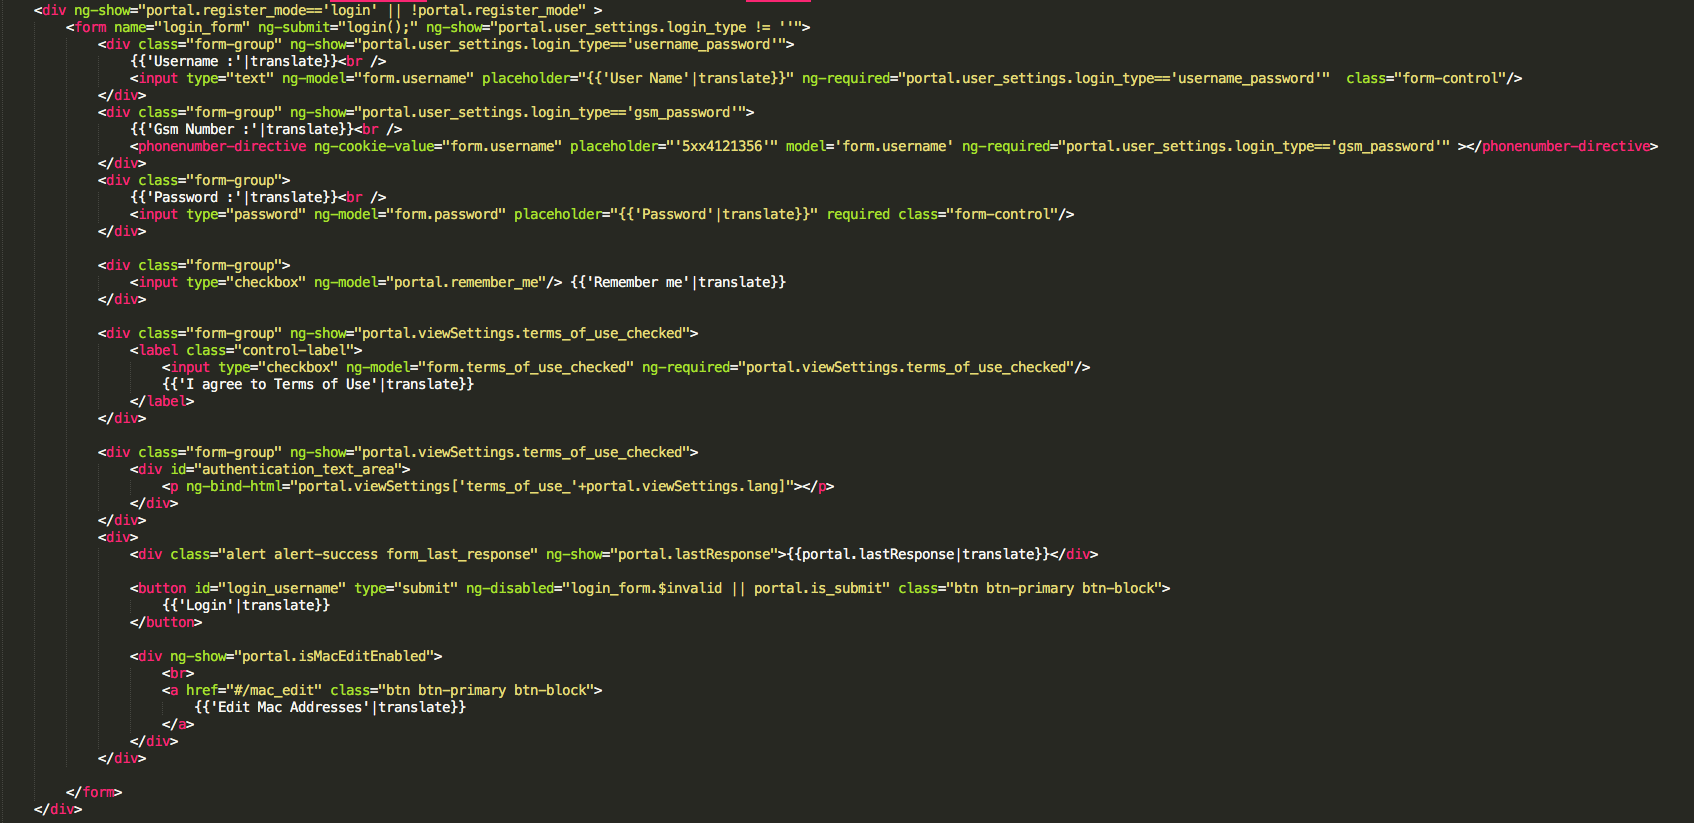 <div ng-show="portal.register_mode=='login' || !portal.register_mode" >
<form name="login_form" ng-submit="login();" ng-show="portal.user_settings.login_type != ''">
<div class="form-group" ng-show="portal.user_settings.login_type=='username_password'">
{{'Username :'|translate}}<br />
<input type="text" ng-model="form.username" placeholder="{{'User Name'|translate}}" ng-required="portal.user_settings.login_type=='username_password'"  class="form-control"/>
</div>
<div class="form-group" ng-show="portal.user_settings.login_type=='gsm_password'">
{{'Gsm Number :'|translate}}<br />
<phonenumber-directive ng-cookie-value="form.username" placeholder="'5xx4121356'" model='form.username' ng-required="portal.user_settings.login_type=='gsm_password'" ></phonenumber-directive>
</div>
<div class="form-group">
{{'Password :'|translate}}<br />
<input type="password" ng-model="form.password" placeholder="{{'Password'|translate}}" required class="form-control"/>
</div>
<div class="form-group">
<input type="checkbox" ng-model="portal.remember_me"/> {{'Remember me'|translate}}
</div>
<div class="form-group" ng-show="portal.viewSettings.terms_of_use_checked">
<label class="control-label">
<input type="checkbox" ng-model="form.terms_of_use_checked" ng-required="portal.viewSettings.terms_of_use_checked"/>
{{'I agree to Terms of Use'|translate}}
</label>
</div>
<div class="form-group" ng-show="portal.viewSettings.terms_of_use_checked">
<div id="authentication_text_area">
<p ng-bind-html="portal.viewSettings['terms_of_use_'+portal.viewSettings.lang]"></p>
</div>
</div>
<div>
<div class="alert alert-success form_last_response" ng-show="portal.lastResponse">{{portal.lastResponse|translate}}</div>
<button id="login_username" type="submit" ng-disabled="login_form.$invalid || portal.is_submit" class="btn btn-primary btn-block">
{{'Login'|translate}}
</button>
<div ng-show="portal.isMacEditEnabled">
<br>
<a href="#/mac_edit" class="btn btn-primary btn-block">
{{'Edit Mac Addresses'|translate}}
</a>
</div>
</div>
</form>
</div>